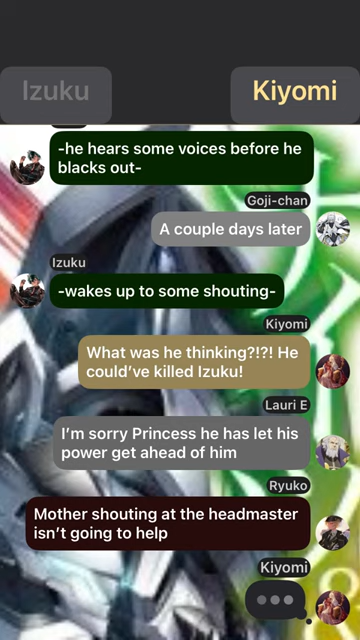 Izuku
Kiyomi
-he hears some voices before he
blacks out-
Goji-chan
A couple days later
Izuku
-wakes up to some shouting-
Kiyomi
What was he thinking?!?! He
could’ve killed Izuku!
Lauri E
I’m sorry Princess he has let his
power get ahead of him
Ryuko
Mother shouting at the headmaster
isn’t going to help
Kiyomi